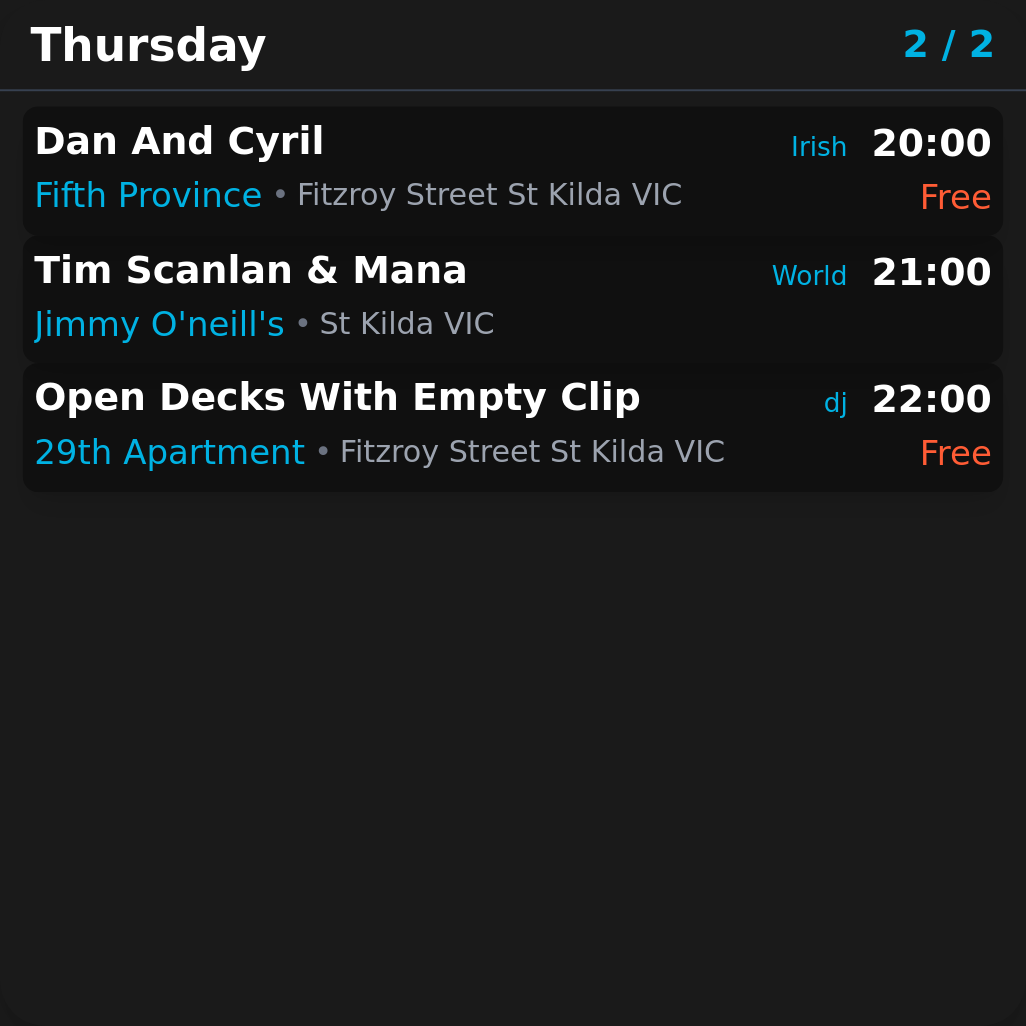 Thursday 2 / 2
Dan And Cyril Irish 20:00
Fifth Province • Fitzroy Street St Kilda VIC Free
Tim Scanlan & Mana World 21:00
Jimmy O'neill's • St Kilda VIC
Open Decks With Empty Clip dj 22:00
29th Apartment • Fitzroy Street St Kilda VIC Free